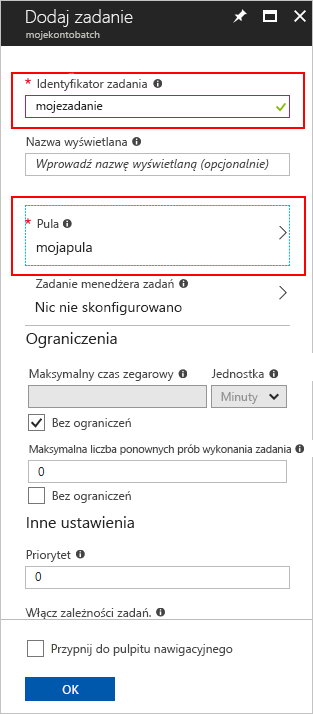 Dodaj zadanie
mojekontobatch
* Identyfikator zadania
mojezadanie
Nazwa wyświetlana
Wprowadź nazwę wyświetlaną (opcjonalnie)
* Pula
mojapula
Zadanie menedżera zadań
Nic nie skonfigurowano
Ograniczenia
Maksymalny czas zegarowy Jednostka
Minuty
Bez ograniczeń
Maksymalna liczba ponownych prób wykonania zadania
0
Bez ograniczeń
Inne ustawienia
Priorytet
0
Włącz zależności zadań.
Przypnij do pulpitu nawigacyjnego
OK